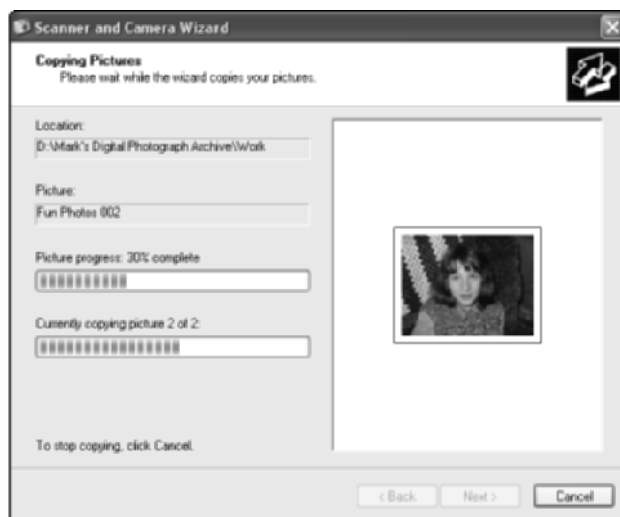 Scanner and Camera Wizard
Copying Pictures
Please wait while the wizard copies your pictures.
Location:
D:\Mark's Digital Photograph Archive\Work
Picture:
Fun Photos 002
Picture progress: 30% complete
Currently copying picture 2 of 2:
To stop copying, click Cancel.
< Back
Next >
Cancel